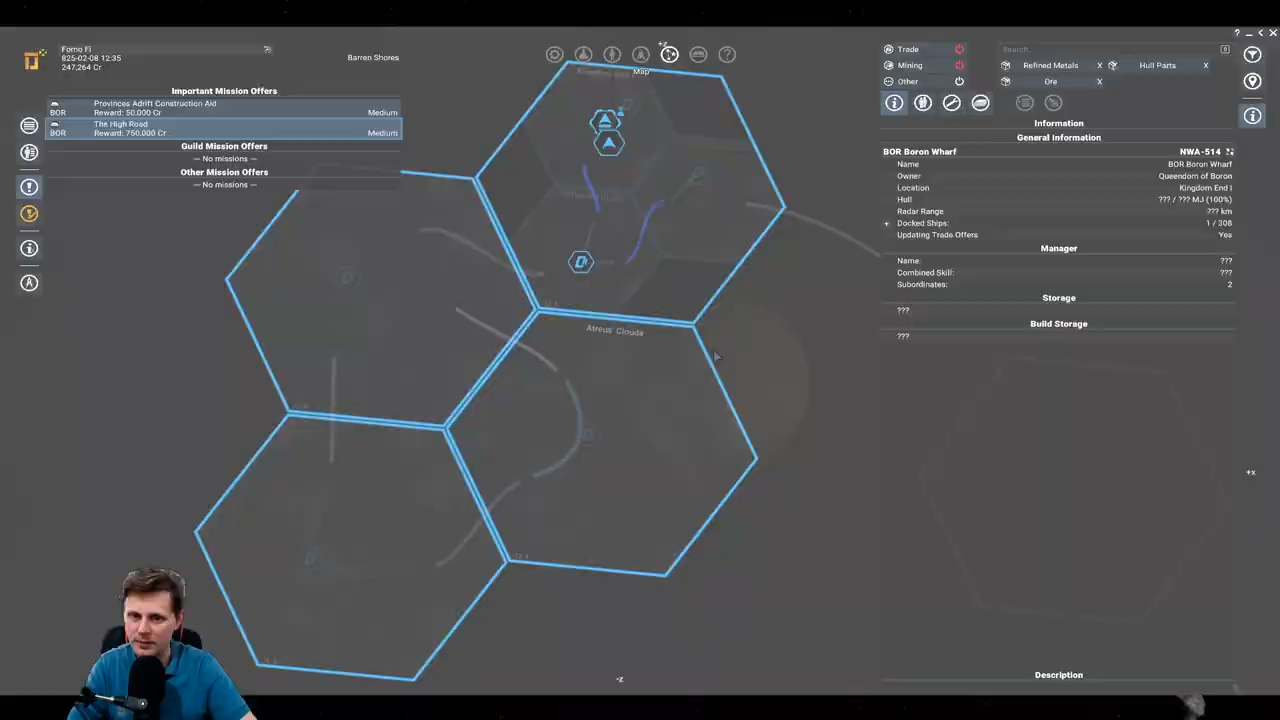 Fomo Fi
825-02-08 12:35
247,264 Cr
Barren Shores
Important Mission Offers
Provinces Adrift Construction Aid
BOR Reward: 50,000 Cr Medium
The High Road
BOR Reward: 750,000 Cr Medium
Guild Mission Offers
— No missions —
Other Mission Offers
— No missions —
Map
Atreus' Clouds
-z
+x
?
Trade
Mining
Other
Search...
Refined Metals X
Hull Parts X
Ore X
Information
General Information
BOR Boron Wharf NWA-514
Name BOR Boron Wharf
Owner Queendom of Boron
Location Kingdom End I
Hull ??? / ??? MJ (100%)
Radar Range ??? km
+ Docked Ships: 1 / 308
Updating Trade Offers Yes
Manager
Name: ???
Combined Skill: ???
Subordinates: 2
Storage
???
Build Storage
???
Description